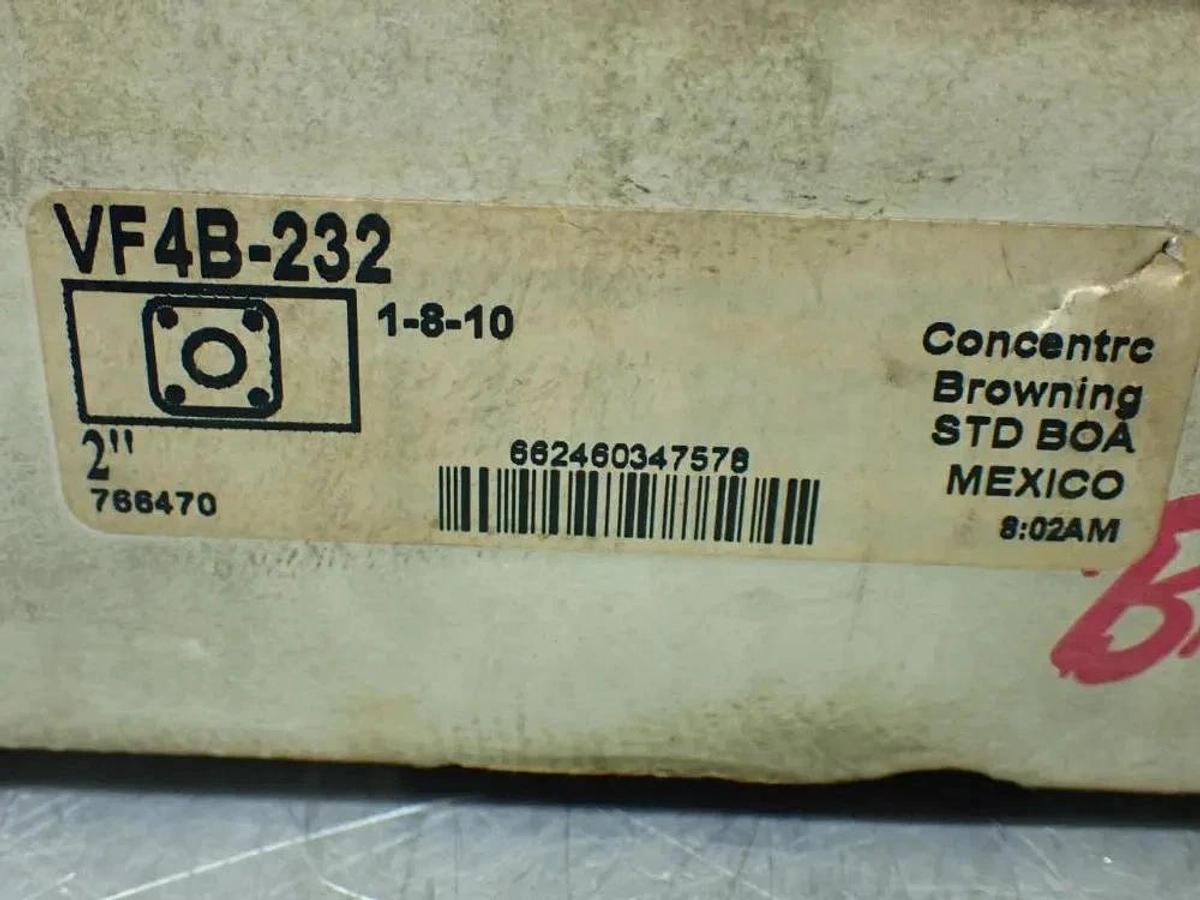 VF4B-232
1-8-10
2"
766470
662460347578
Concentrc
Browning
STD BOA
MEXICO
8:02AM